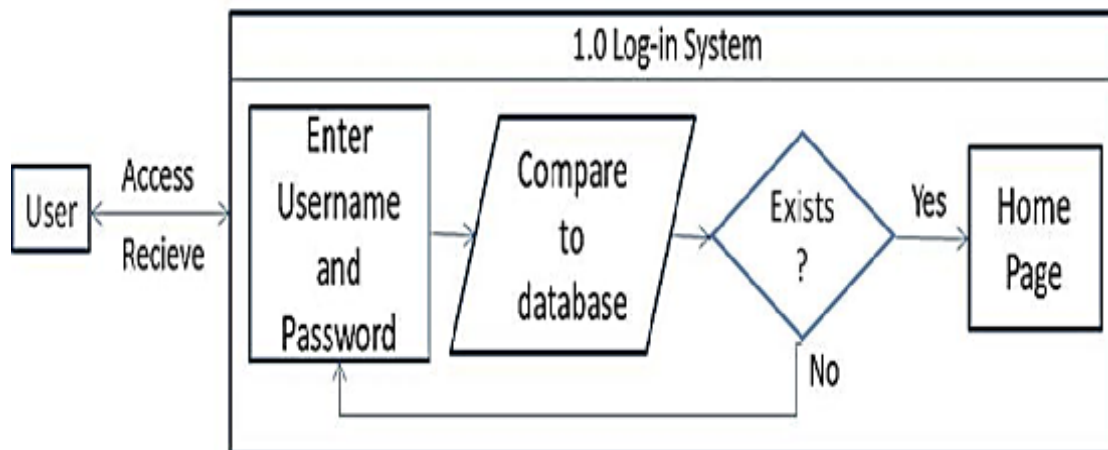 1.0 Log-in System
User
Access
Recieve
Enter
Username
and
Password
Compare
to
database
Exists
?
Yes
No
Home
Page